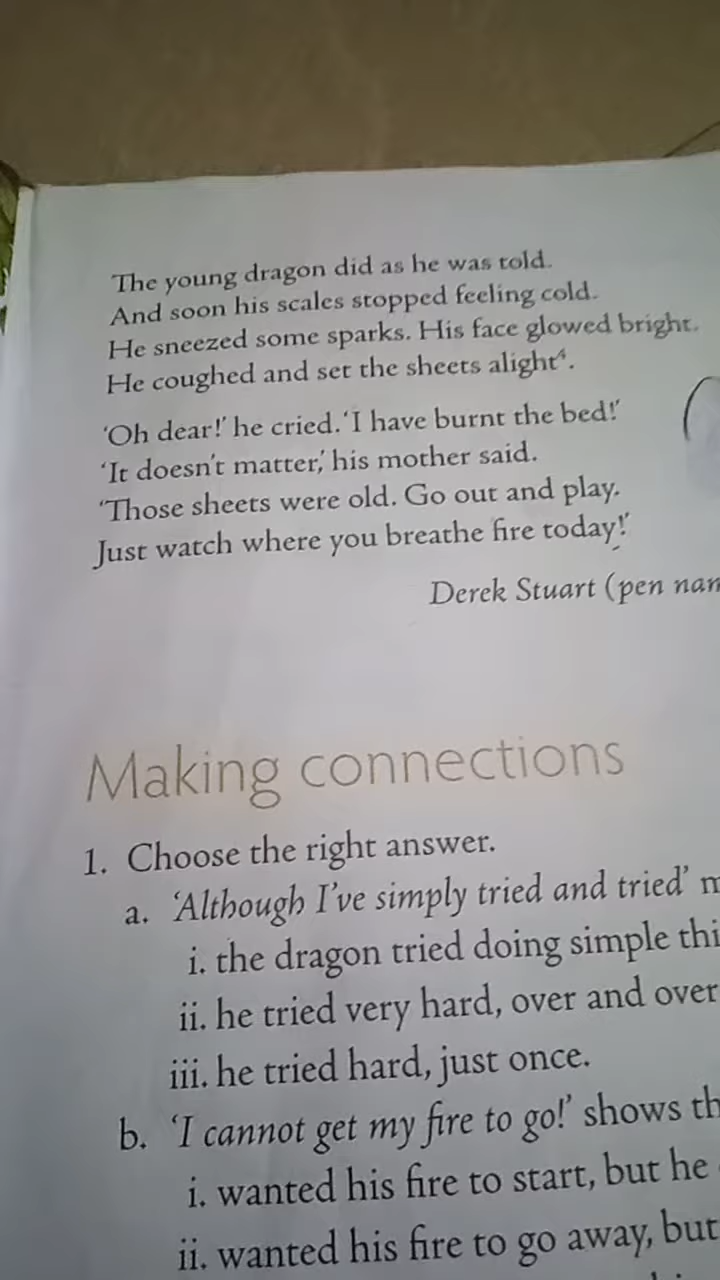 The young dragon did as he was told.
And soon his scales stopped feeling cold.
He sneezed some sparks. His face glowed bright.
He coughed and set the sheets alight⁴.
‘Oh dear!’ he cried. ‘I have burnt the bed!’
‘It doesn't matter,’ his mother said.
‘Those sheets were old. Go out and play.
Just watch where you breathe fire today!’
Derek Stuart (pen
Making connections
1. Choose the right answer.
a. ‘Although I've simply tried and tried’
i. the dragon tried doing simple
ii. he tried very hard, over and over
iii. he tried hard, just once.
b. ‘I cannot get my fire to go!’ shows
i. wanted his fire to start, but he
ii. wanted his fire to go away, but